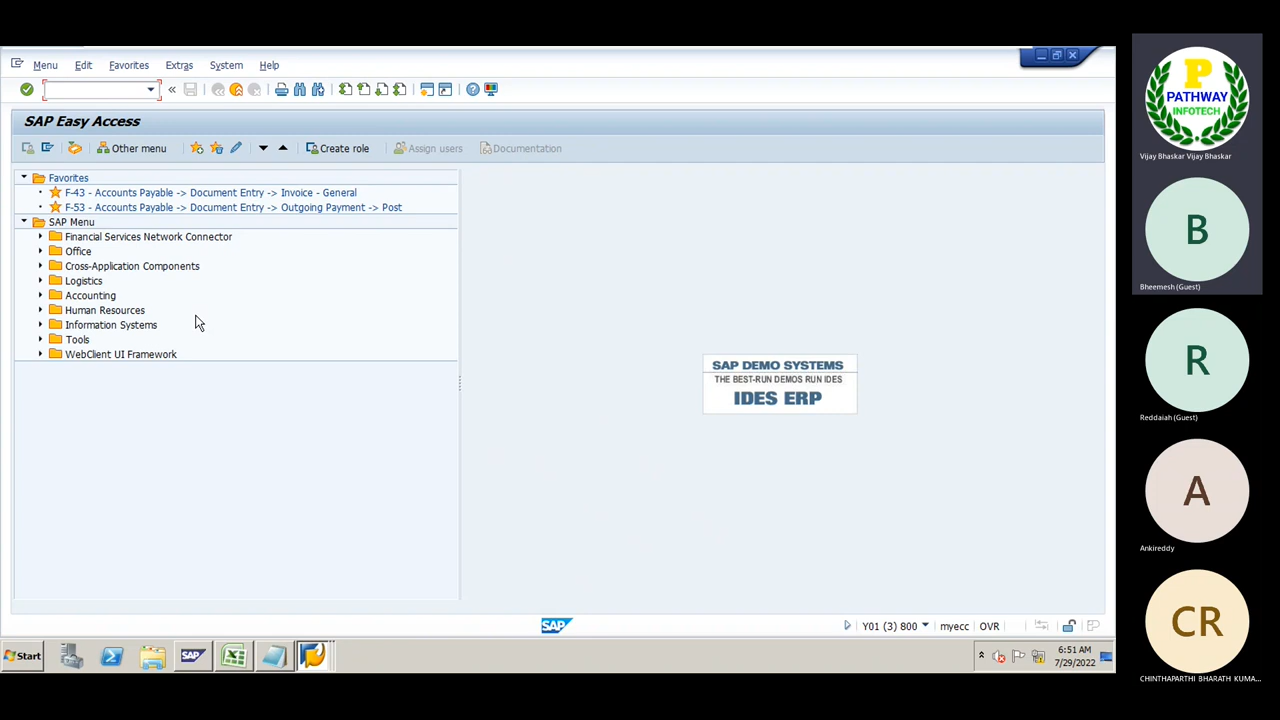 Menu Edit Favorites Extras System Help
SAP Easy Access
Other menu Create role Assign users Documentation
Favorites
F-43 - Accounts Payable -> Document Entry -> Invoice - General
F-53 - Accounts Payable -> Document Entry -> Outgoing Payment -> Post
SAP Menu
Financial Services Network Connector
Office
Cross-Application Components
Logistics
Accounting
Human Resources
Information Systems
Tools
WebClient UI Framework
SAP DEMO SYSTEMS
THE BEST-RUN DEMOS RUN IDES
IDES ERP
SAP
Y01 (3) 800 myecc OVR
Start
SAP
6:51 AM
7/29/2022
P
PATHWAY
INFOTECH
Vijay Bhaskar Vijay Bhaskar
B
Bheemesh (Guest)
R
Reddaiah (Guest)
A
Ankireddy
CR
CHINTHAPARTHI BHARATH KUMA...